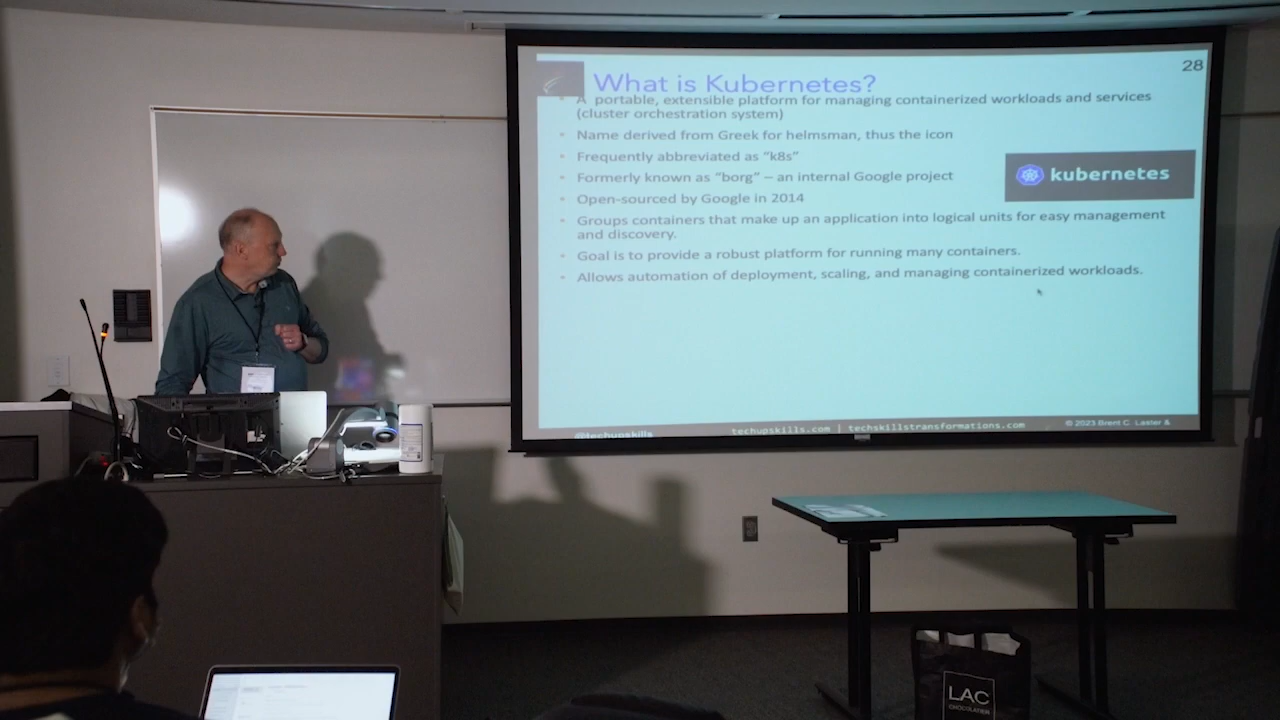 28
What is Kubernetes?
A portable, extensible platform for managing containerized workloads and services
(cluster orchestration system)
Name derived from Greek for helmsman, thus the icon
Frequently abbreviated as “k8s”
Formerly known as “borg” – an internal Google project
kubernetes
Open-sourced by Google in 2014
Groups containers that make up an application into logical units for easy management
and discovery.
Goal is to provide a robust platform for running many containers.
Allows automation of deployment, scaling, and managing containerized workloads.
@techupskills
techupskills.com | techskillstransformations.com
© 2023 Brent C. Laster &
LAC
CHOCOLATIER